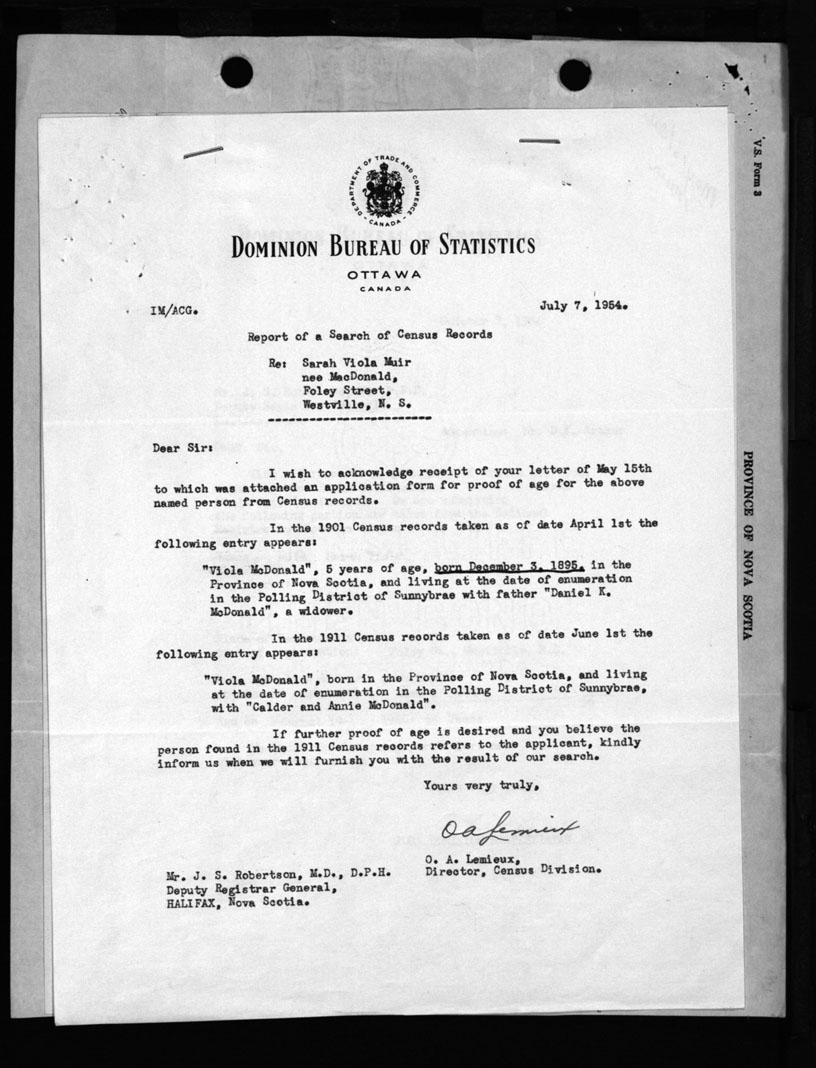 DEPARTMENT OF TRADE AND COMMERCE
CANADA
DOMINION BUREAU OF STATISTICS
OTTAWA
CANADA
IM/ACG.
July 7, 1954.
Report of a Search of Census Records
Re: Sarah Viola Muir
nee MacDonald,
Foley Street,
Westville, N. S.
Dear Sir:
I wish to acknowledge receipt of your letter of May 15th
to which was attached an application form for proof of age for the above
named person from Census records.
In the 1901 Census records taken as of date April 1st the
following entry appears:
"Viola McDonald", 5 years of age, born December 3, 1895, in the
Province of Nova Scotia, and living at the date of enumeration
in the Polling District of Sunnybrae with father "Daniel K.
McDonald", a widower.
In the 1911 Census records taken as of date June 1st the
following entry appears:
"Viola McDonald", born in the Province of Nova Scotia, and living
at the date of enumeration in the Polling District of Sunnybrae,
with "Calder and Annie McDonald".
If further proof of age is desired and you believe the
person found in the 1911 Census records refers to the applicant, kindly
inform us when we will furnish you with the result of our search.
Yours very truly,
O A Lemieux
O. A. Lemieux,
Director, Census Division.
Mr. J. S. Robertson, M.D., D.P.H.
Deputy Registrar General,
HALIFAX, Nova Scotia.
V.S. Form 3
PROVINCE OF NOVA SCOTIA